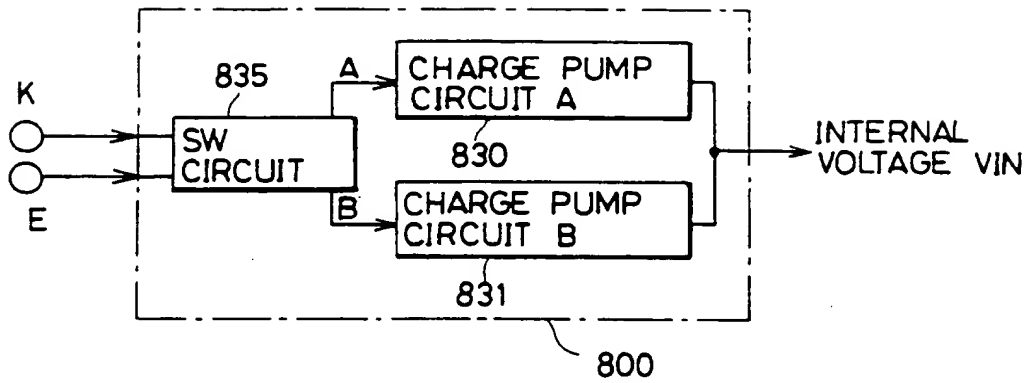 K
E
835
SW
CIRCUIT
A
B
CHARGE PUMP
CIRCUIT A
830
CHARGE PUMP
CIRCUIT B
831
INTERNAL
VOLTAGE VIN
800